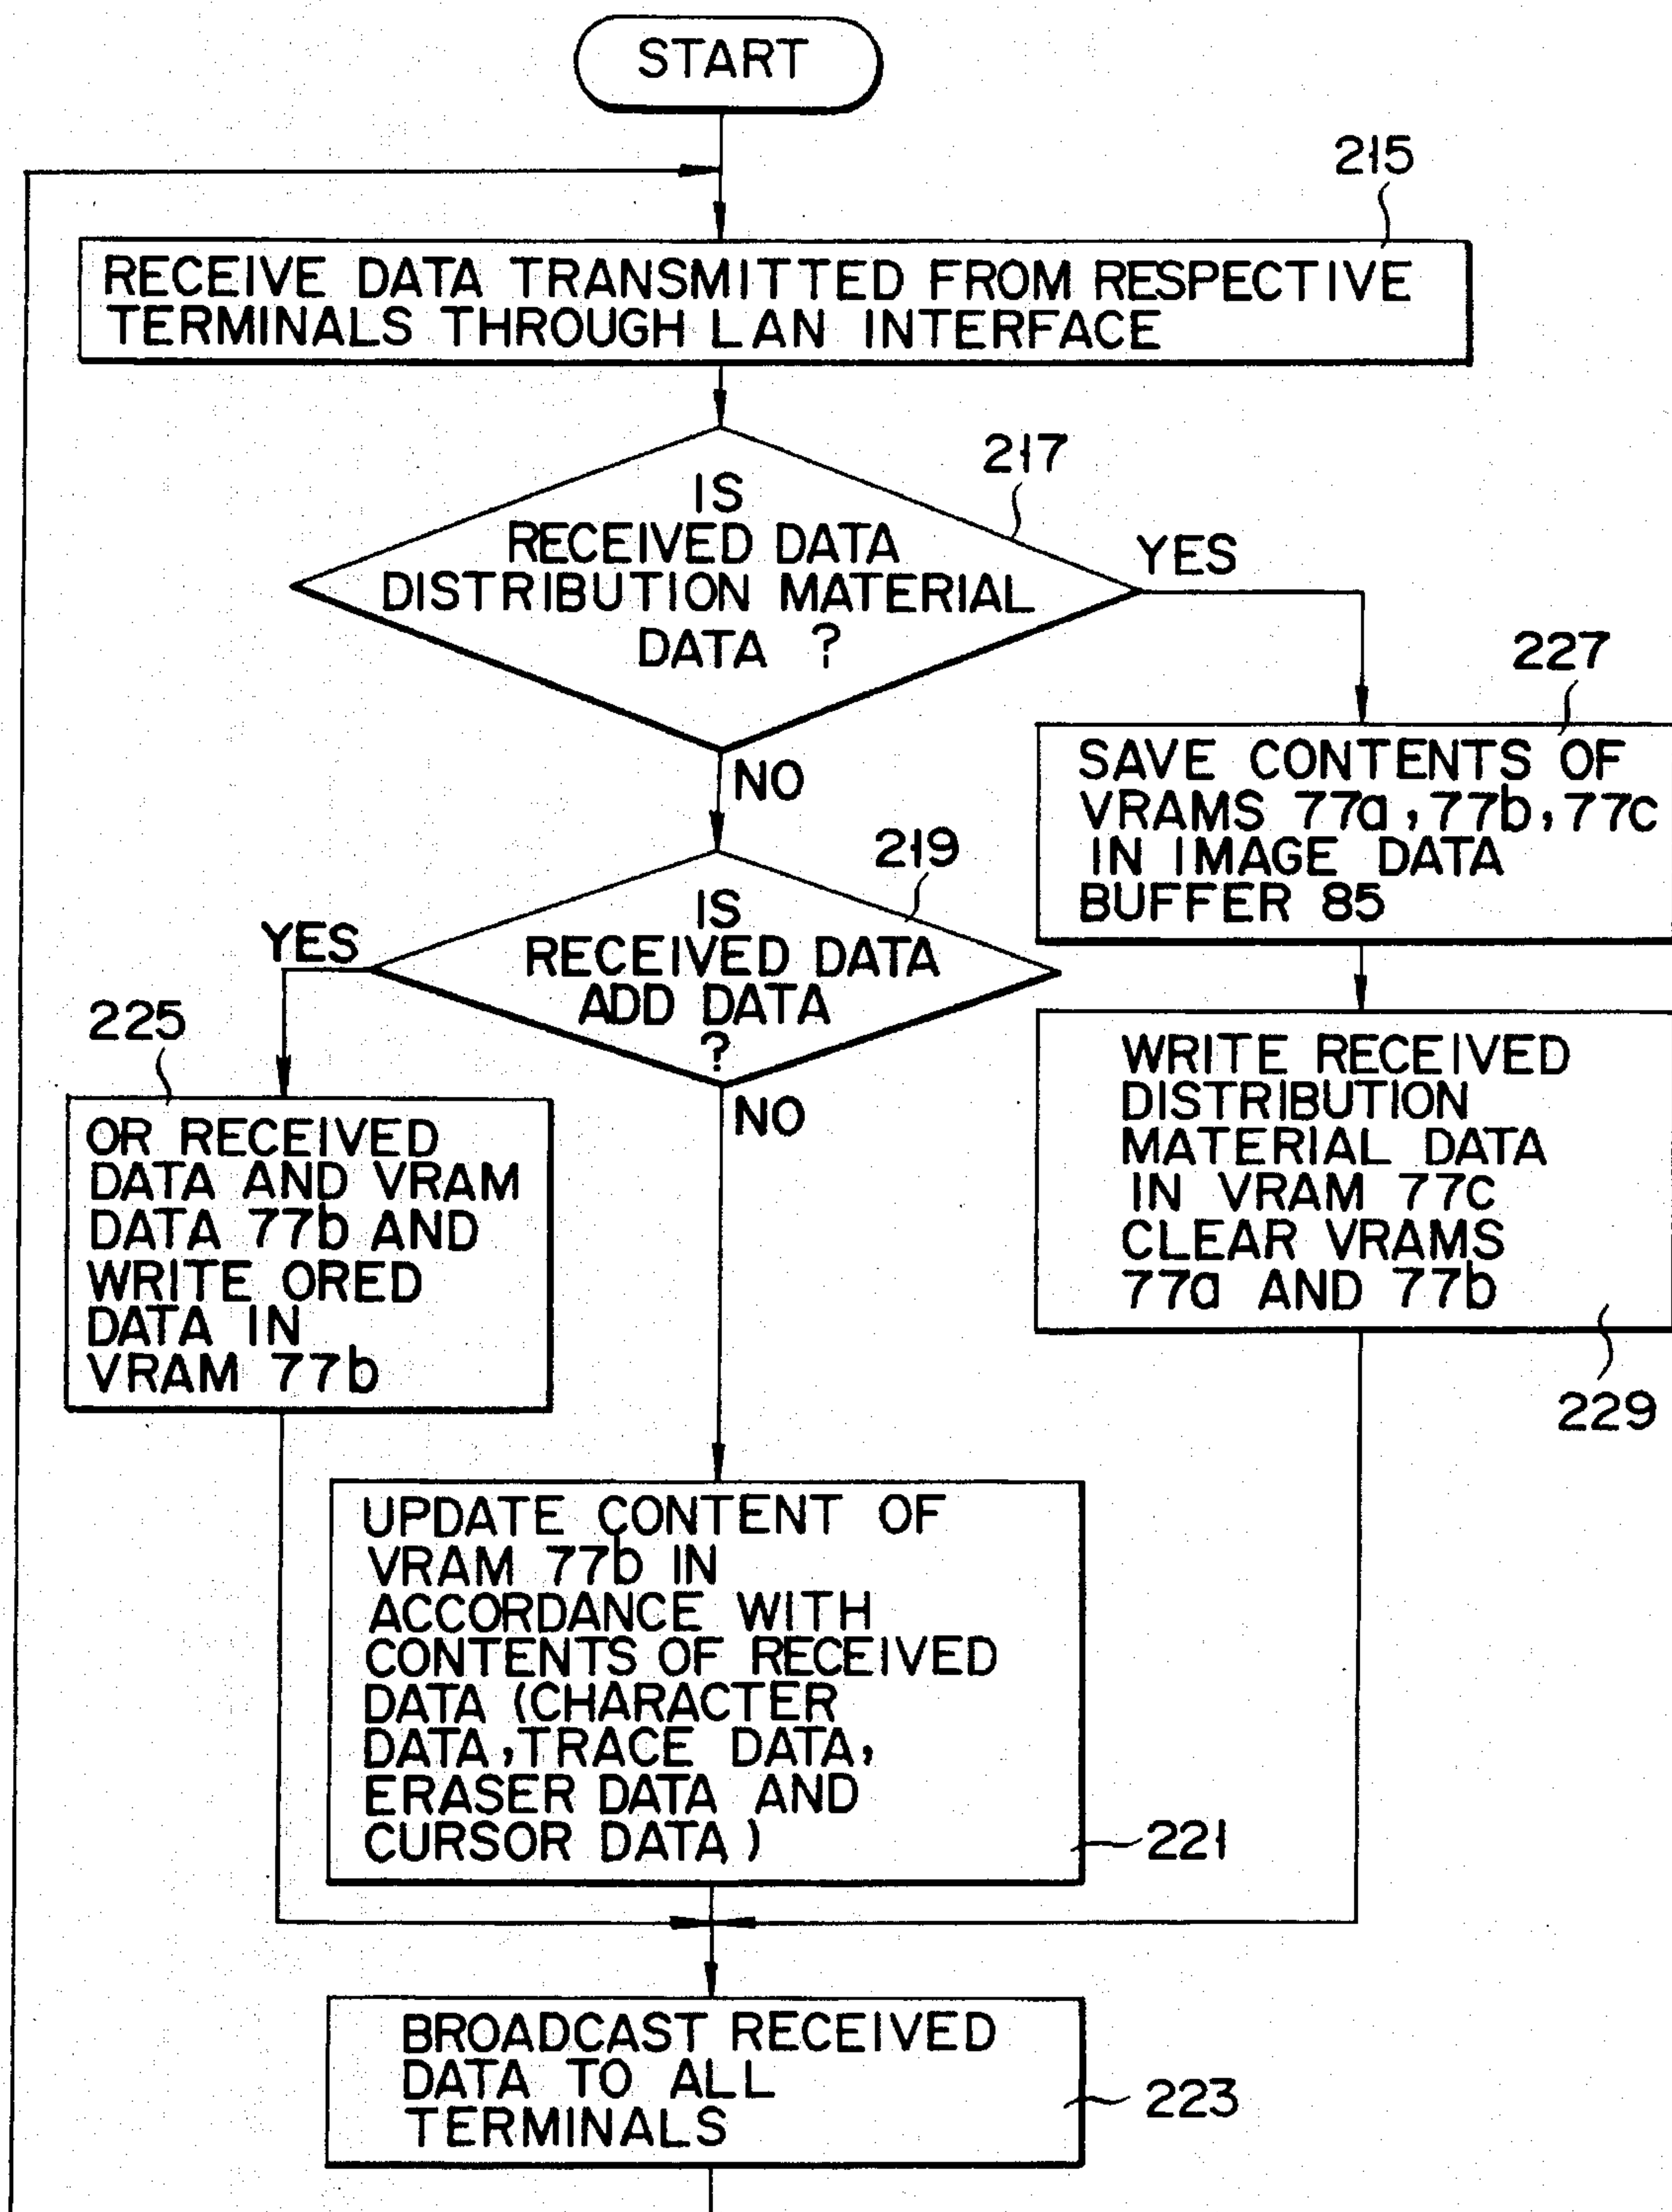 START
215
RECEIVE DATA TRANSMITTED FROM RESPECTIVE
TERMINALS THROUGH LAN INTERFACE
217
IS
RECEIVED DATA
DISTRIBUTION MATERIAL
DATA ?
YES
NO
227
SAVE CONTENTS OF
VRAMS 77a, 77b, 77c
IN IMAGE DATA
BUFFER 85
219
IS
RECEIVED DATA
ADD DATA
?
YES
NO
225
OR RECEIVED
DATA AND VRAM
DATA 77b AND
WRITE ORED
DATA IN
VRAM 77b
WRITE RECEIVED
DISTRIBUTION
MATERIAL DATA
IN VRAM 77c
CLEAR VRAMS
77a AND 77b
229
UPDATE CONTENT OF
VRAM 77b IN
ACCORDANCE WITH
CONTENTS OF RECEIVED
DATA (CHARACTER
DATA, TRACE DATA,
ERASER DATA AND
CURSOR DATA)
221
BROADCAST RECEIVED
DATA TO ALL
TERMINALS
223